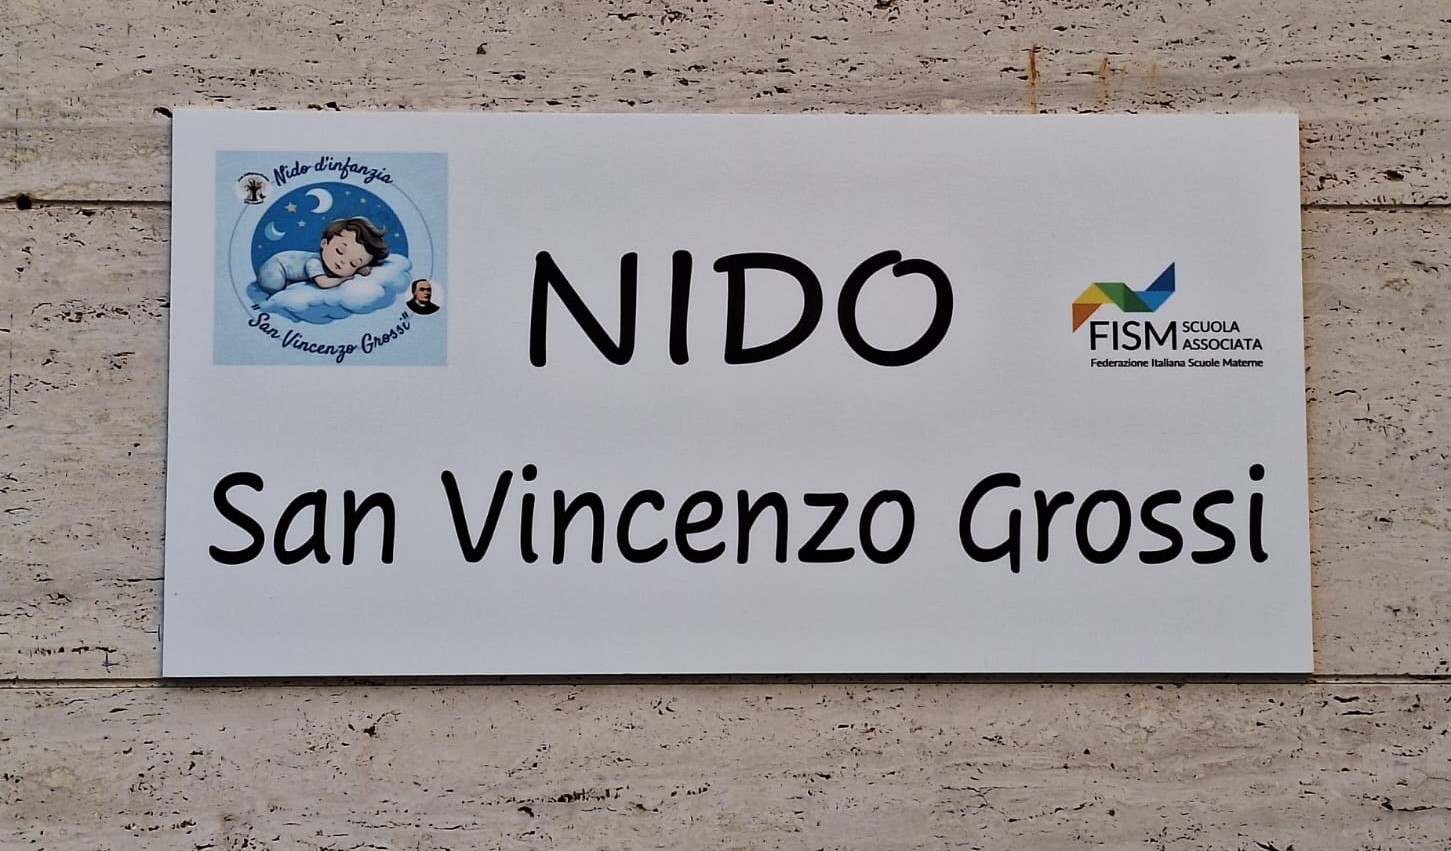 Nido d'infanzia
"San Vincenzo Grossi"
NIDO
FISM SCUOLA
ASSOCIATA
Federazione Italiana Scuole Materne
San Vincenzo Grossi